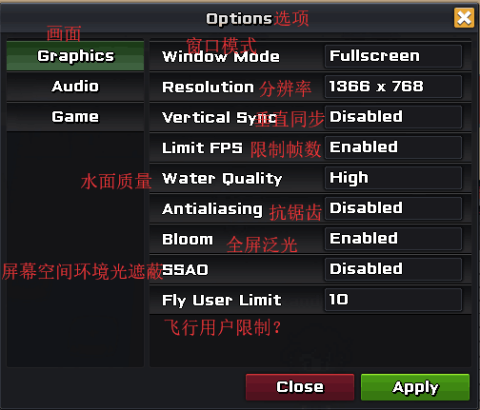 Options选项
画面
窗口模式
Graphics
Window Mode Fullscreen
Audio
Resolution 分辨率 1366 x 768
Game
Vertical Sync 垂直同步 Disabled
Limit FPS 限制帧数 Enabled
水面质量 Water Quality High
Antialiasing 抗锯齿 Disabled
Bloom 全屏泛光 Enabled
屏幕空间环境光遮蔽 SSAO Disabled
Fly User Limit 10
飞行用户限制？
Close Apply